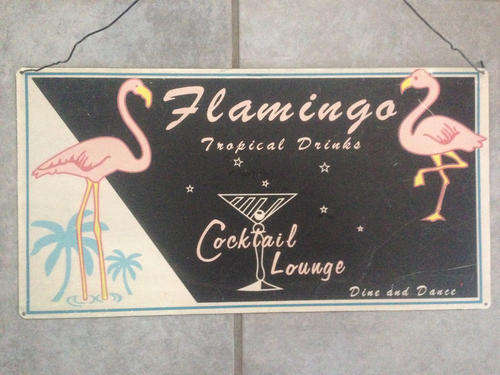 Flamingo
Tropical Drinks
Cocktail
Lounge
Dine and Dance